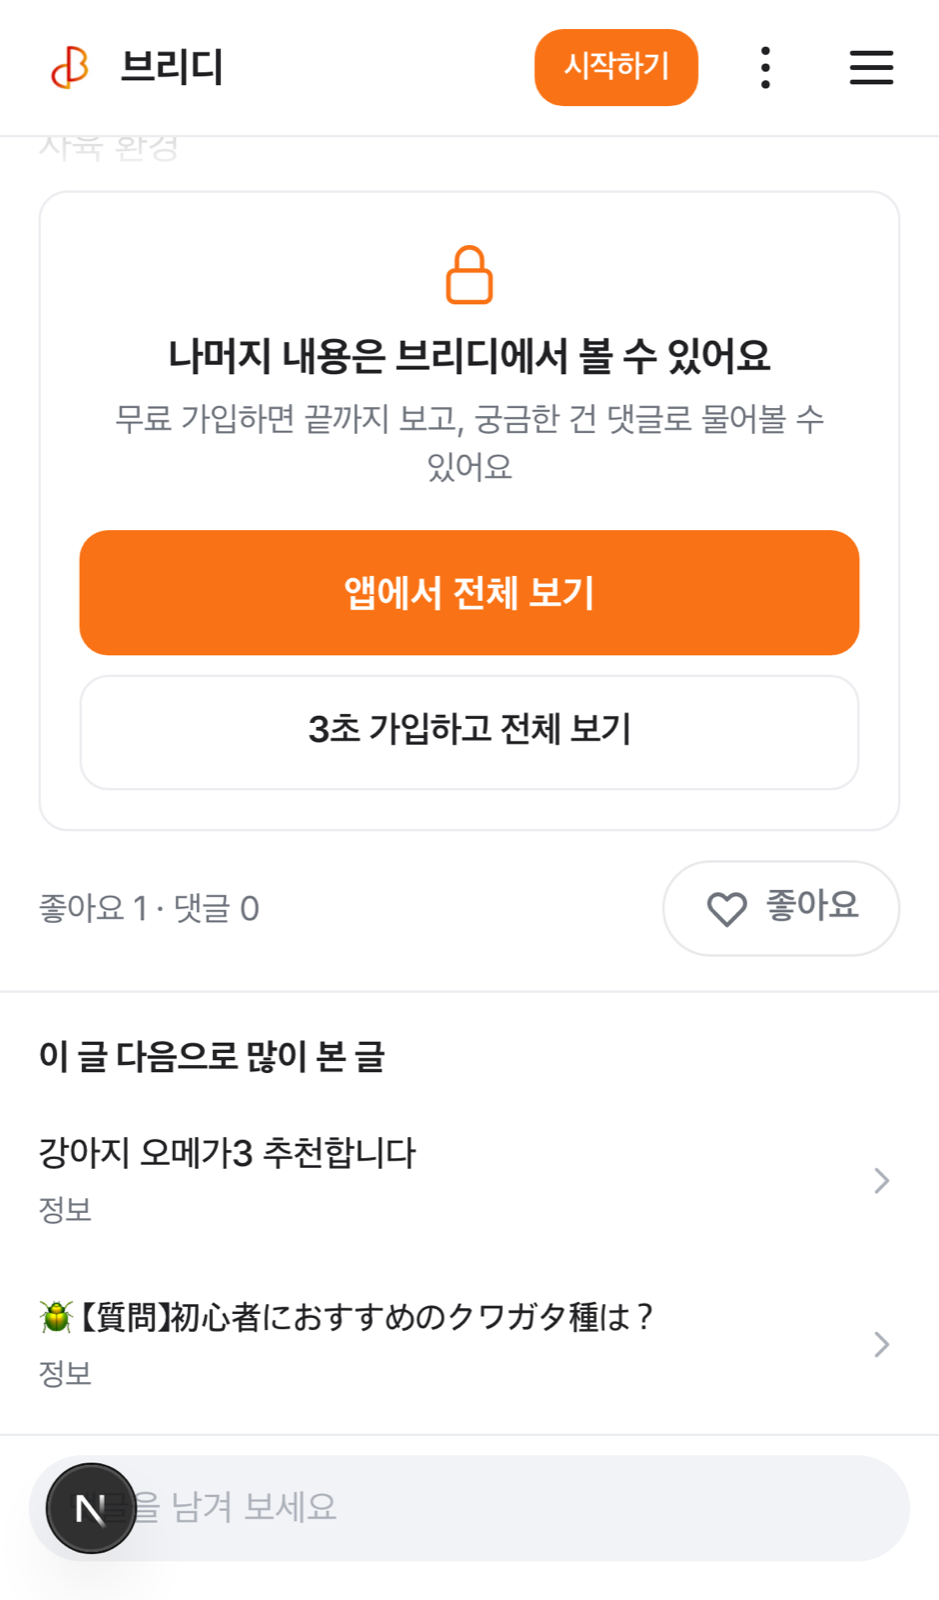 브리디
시작하기
사육 환경
나머지 내용은 브리디에서 볼 수 있어요
무료 가입하면 끝까지 보고, 궁금한 건 댓글로 물어볼 수
있어요
앱에서 전체 보기
3초 가입하고 전체 보기
좋아요 1 · 댓글 0
좋아요
이 글 다음으로 많이 본 글
강아지 오메가3 추천합니다
정보
🪲【質問】初心者におすすめのクワガタ種は？
정보
N
댓글을 남겨 보세요